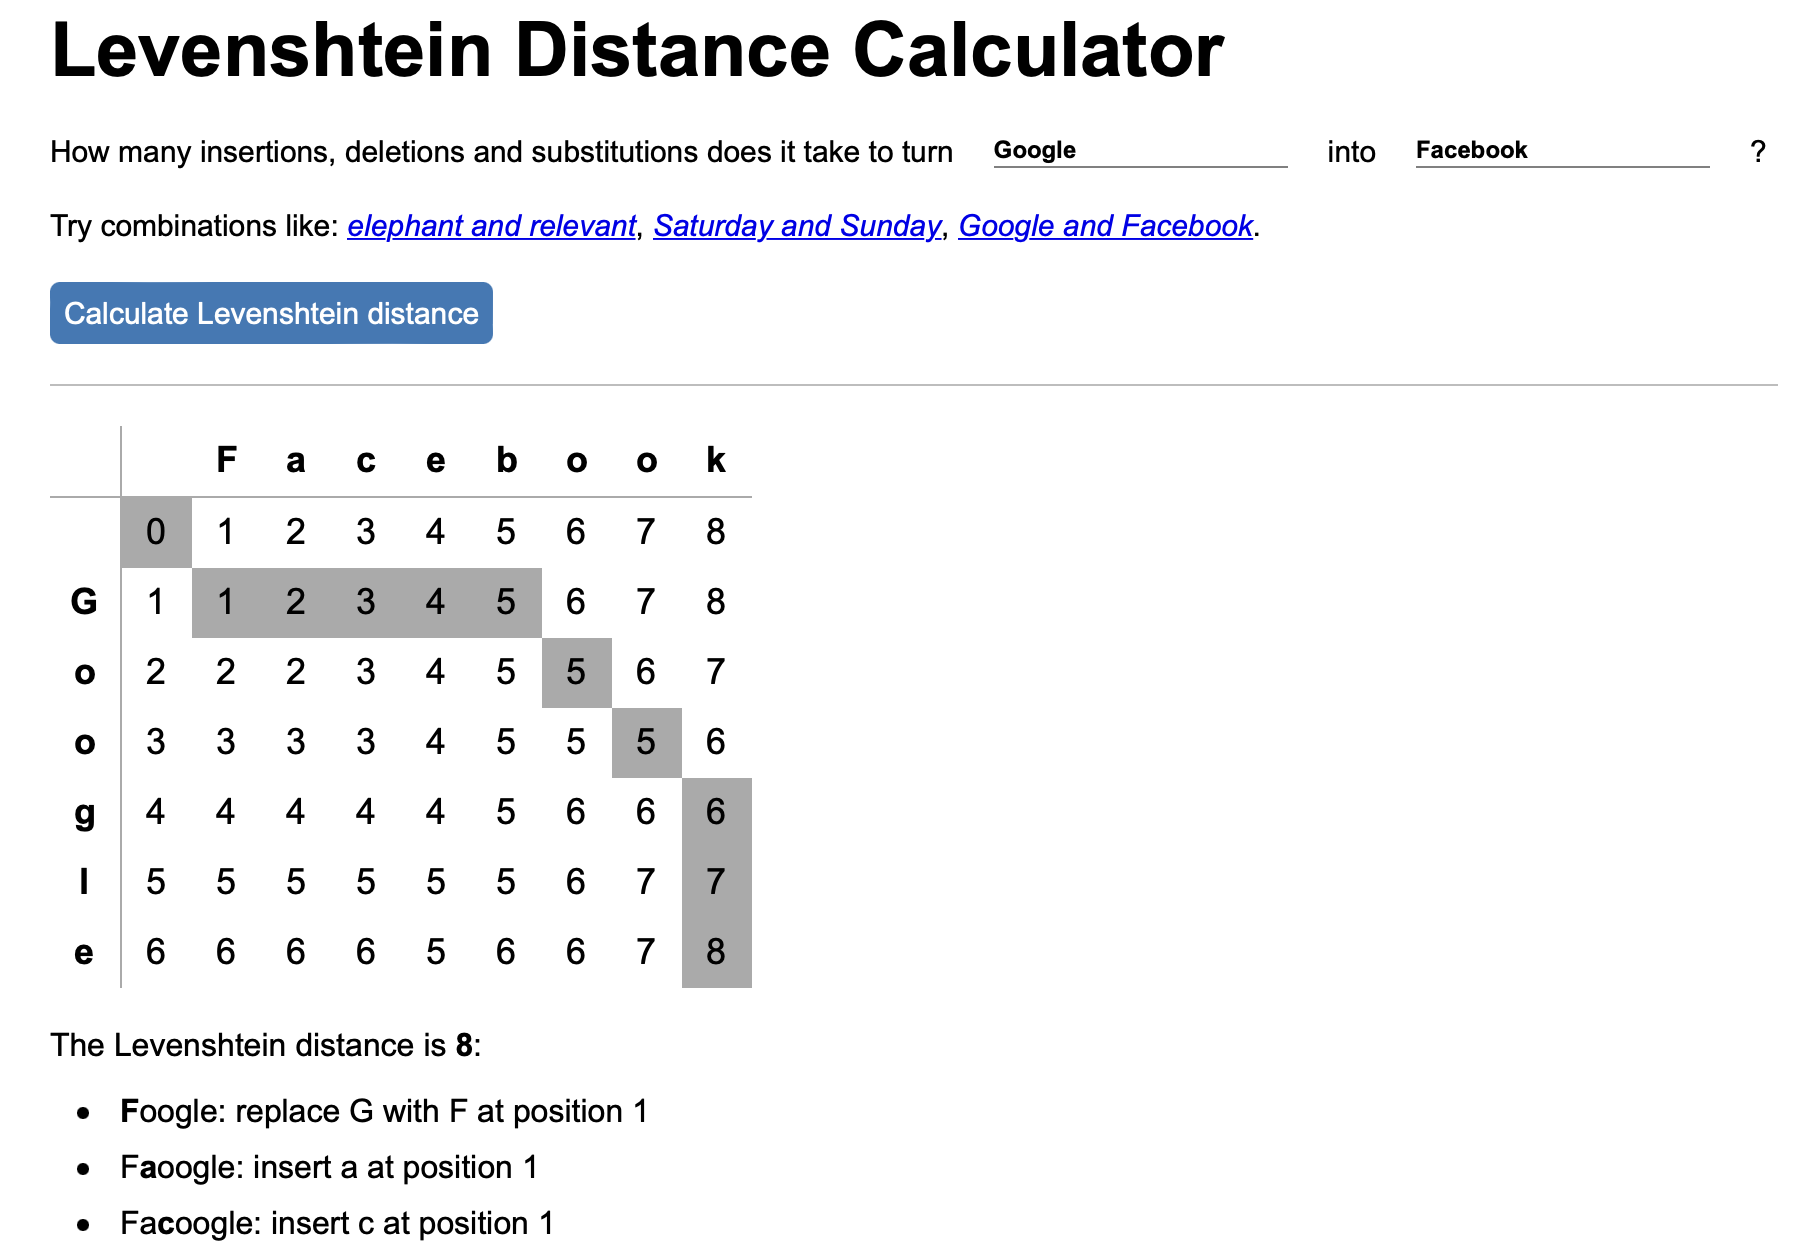 Levenshtein Distance Calculator
How many insertions, deletions and substitutions does it take to turn Google into Facebook ?
Try combinations like: elephant and relevant, Saturday and Sunday, Google and Facebook.
Calculate Levenshtein distance
F a c e b o o k
0 1 2 3 4 5 6 7 8
G 1 1 2 3 4 5 6 7 8
o 2 2 2 3 4 5 5 6 7
o 3 3 3 3 4 5 5 5 6
g 4 4 4 4 4 5 6 6 6
l 5 5 5 5 5 5 6 7 7
e 6 6 6 6 5 6 6 7 8
The Levenshtein distance is 8:
• Foogle: replace G with F at position 1
• Faoogle: insert a at position 1
• Facoogle: insert c at position 1